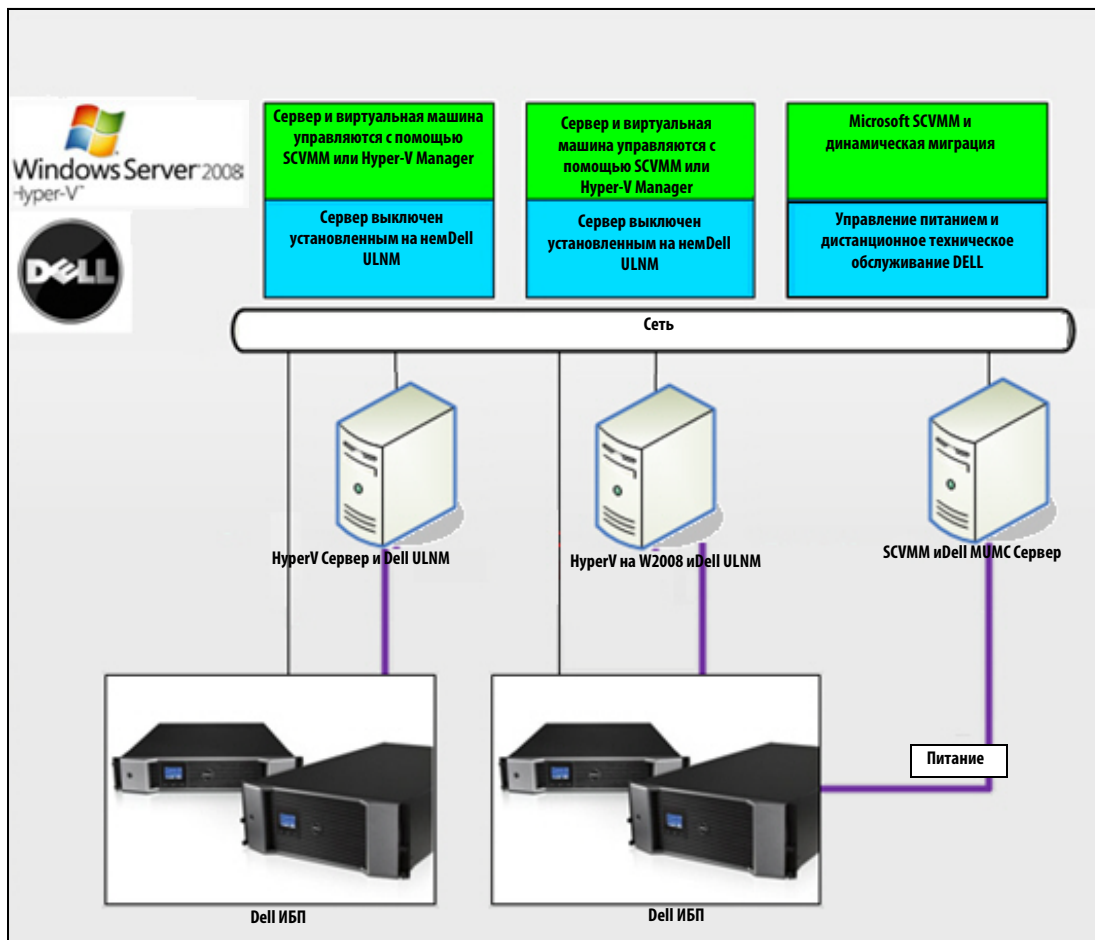 Windows Server 2008
Hyper-V™
DELL
Сервер и виртуальная машина
управляются с помощью
SCVMM или Hyper-V Manager
Сервер и виртуальная
машина управляются с
помощью SCVMM или
Hyper-V Manager
Microsoft SCVMM и
динамическая миграция
Сервер выключен
установленным на немDell
ULNM
Сервер выключен
установленным на немDell
ULNM
Управление питанием и
дистанционное техническое
обслуживание DELL
Сеть
HyperV Сервер и Dell ULNM
HyperV на W2008 иDell ULNM
SCVMM иDell MUMC Сервер
Питание
Dell ИБП
Dell ИБП